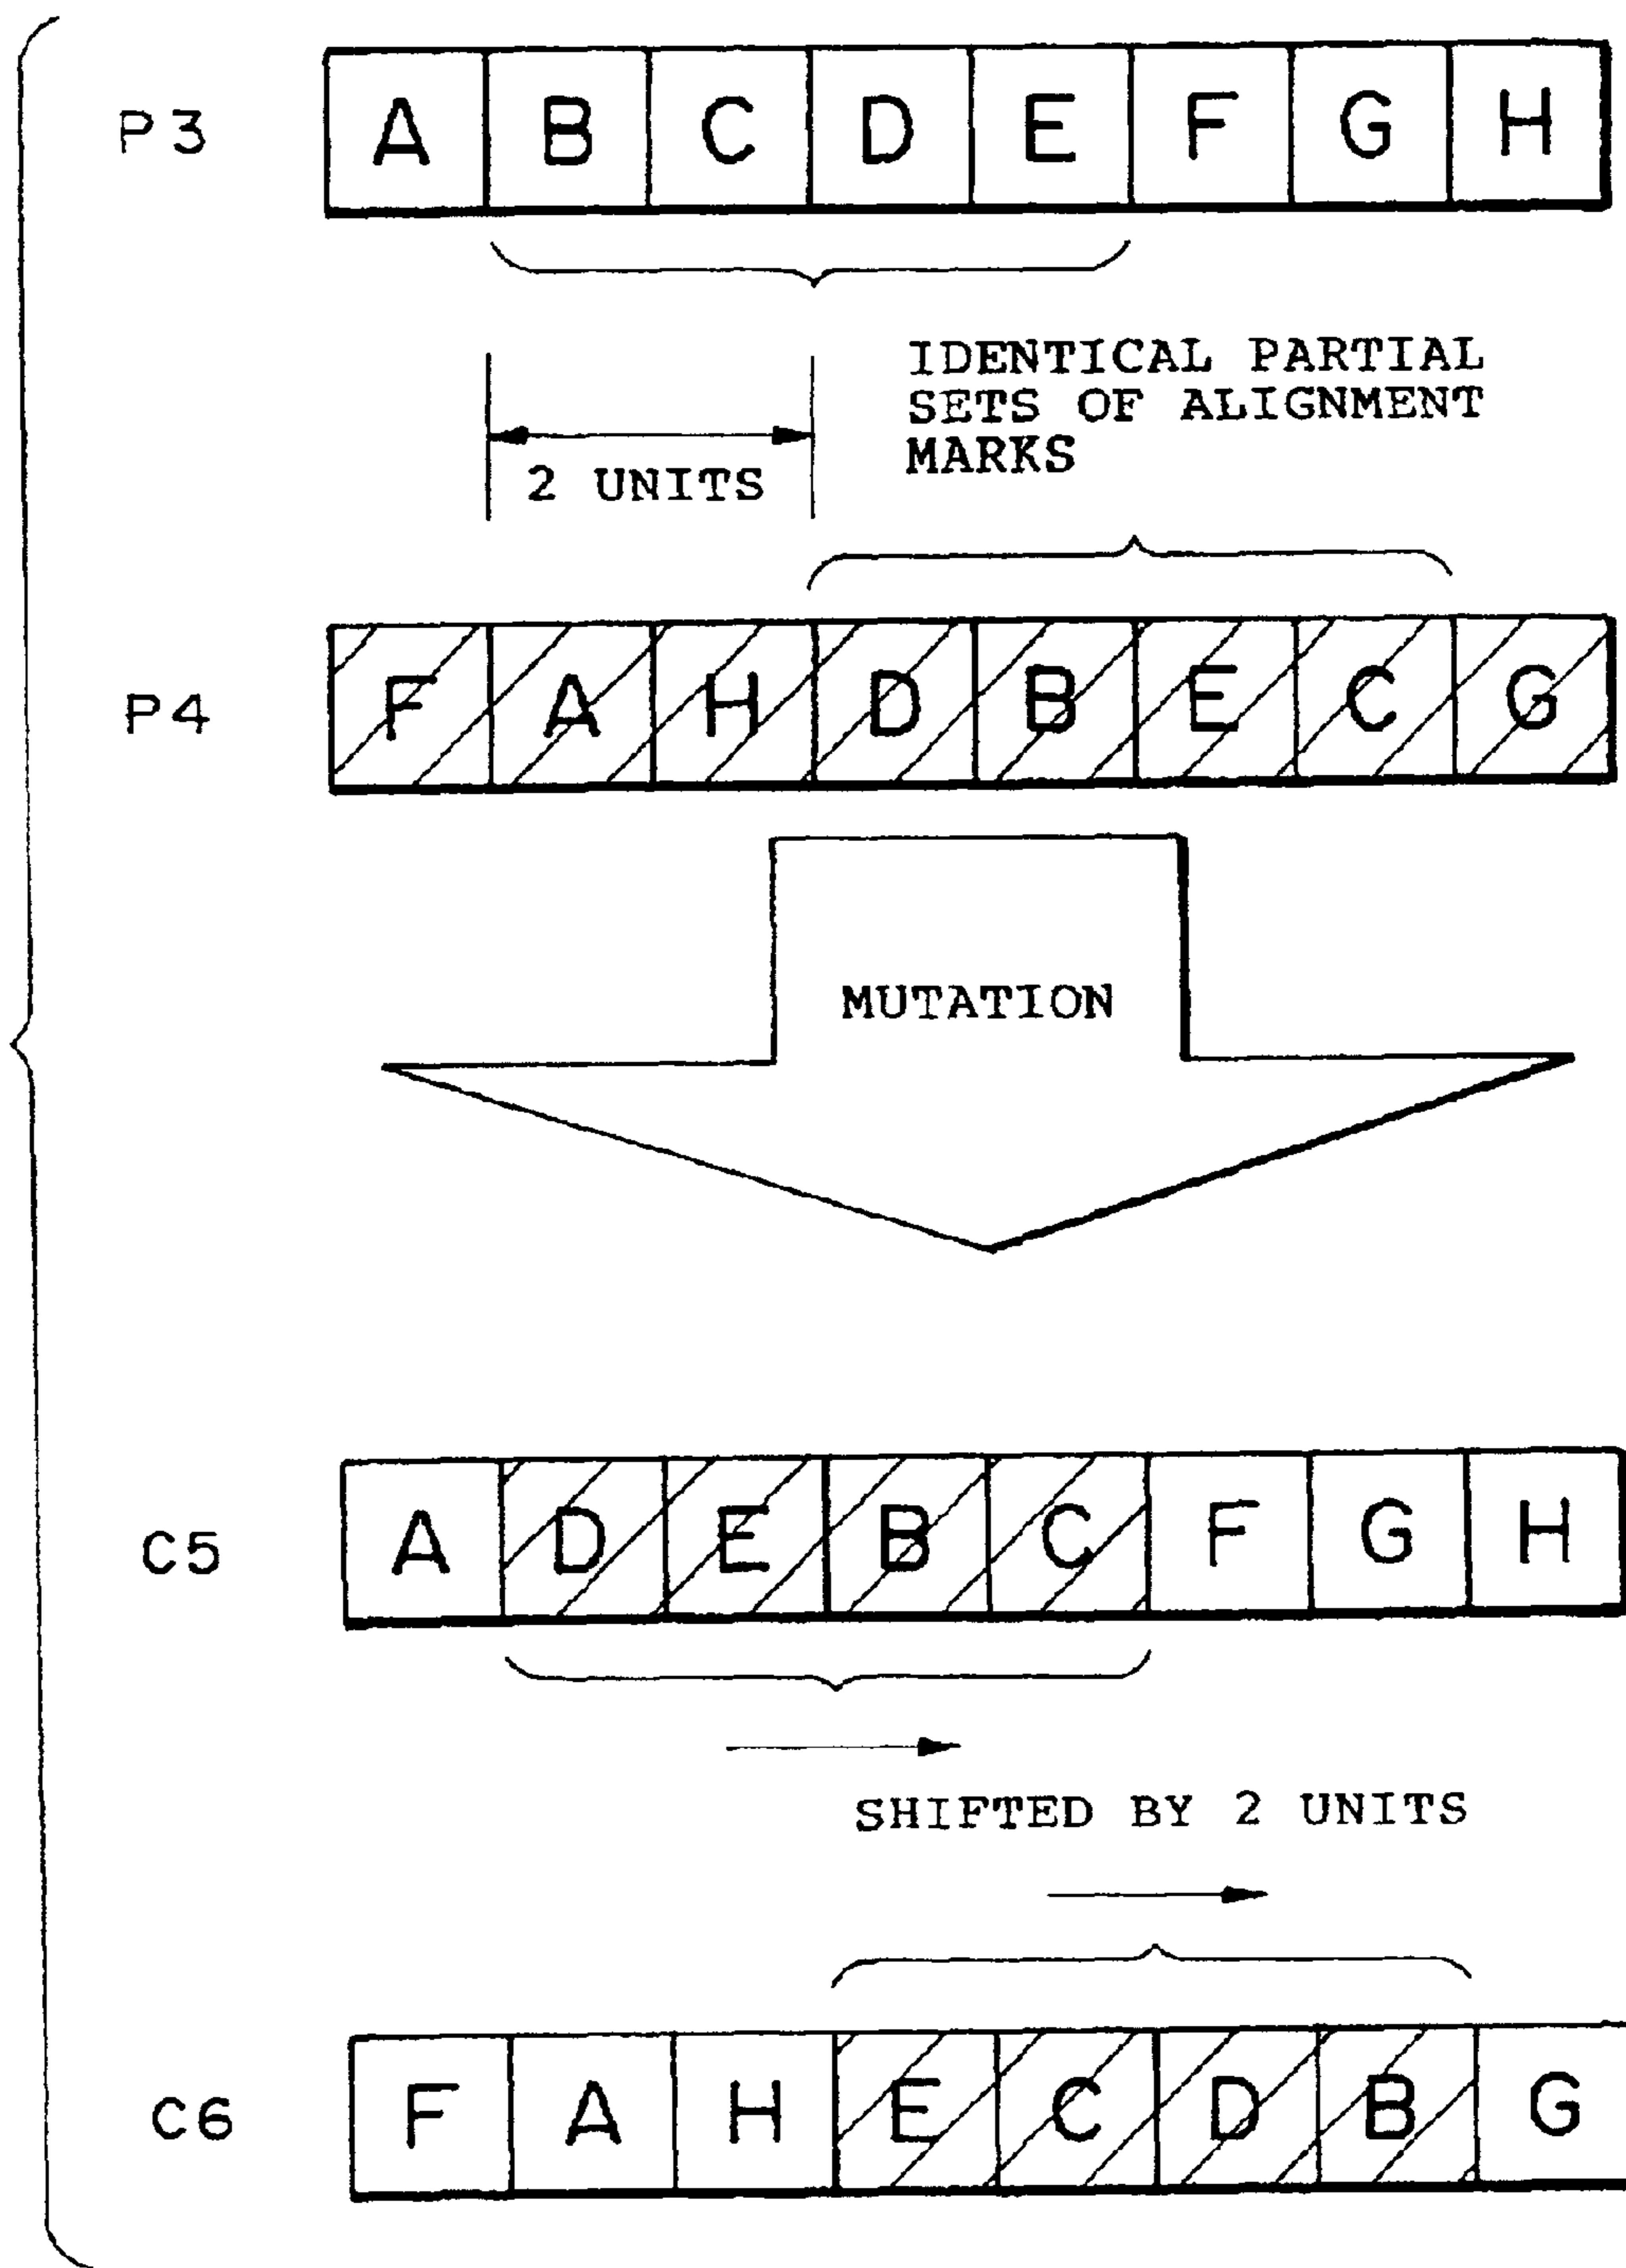 P3 A B C D E F G H
IDENTICAL PARTIAL
SETS OF ALIGNMENT
MARKS
2 UNITS
P4 F A H D B E C G
MUTATION
C5 A D E B C F G H
SHIFTED BY 2 UNITS
C6 F A H E C D B G